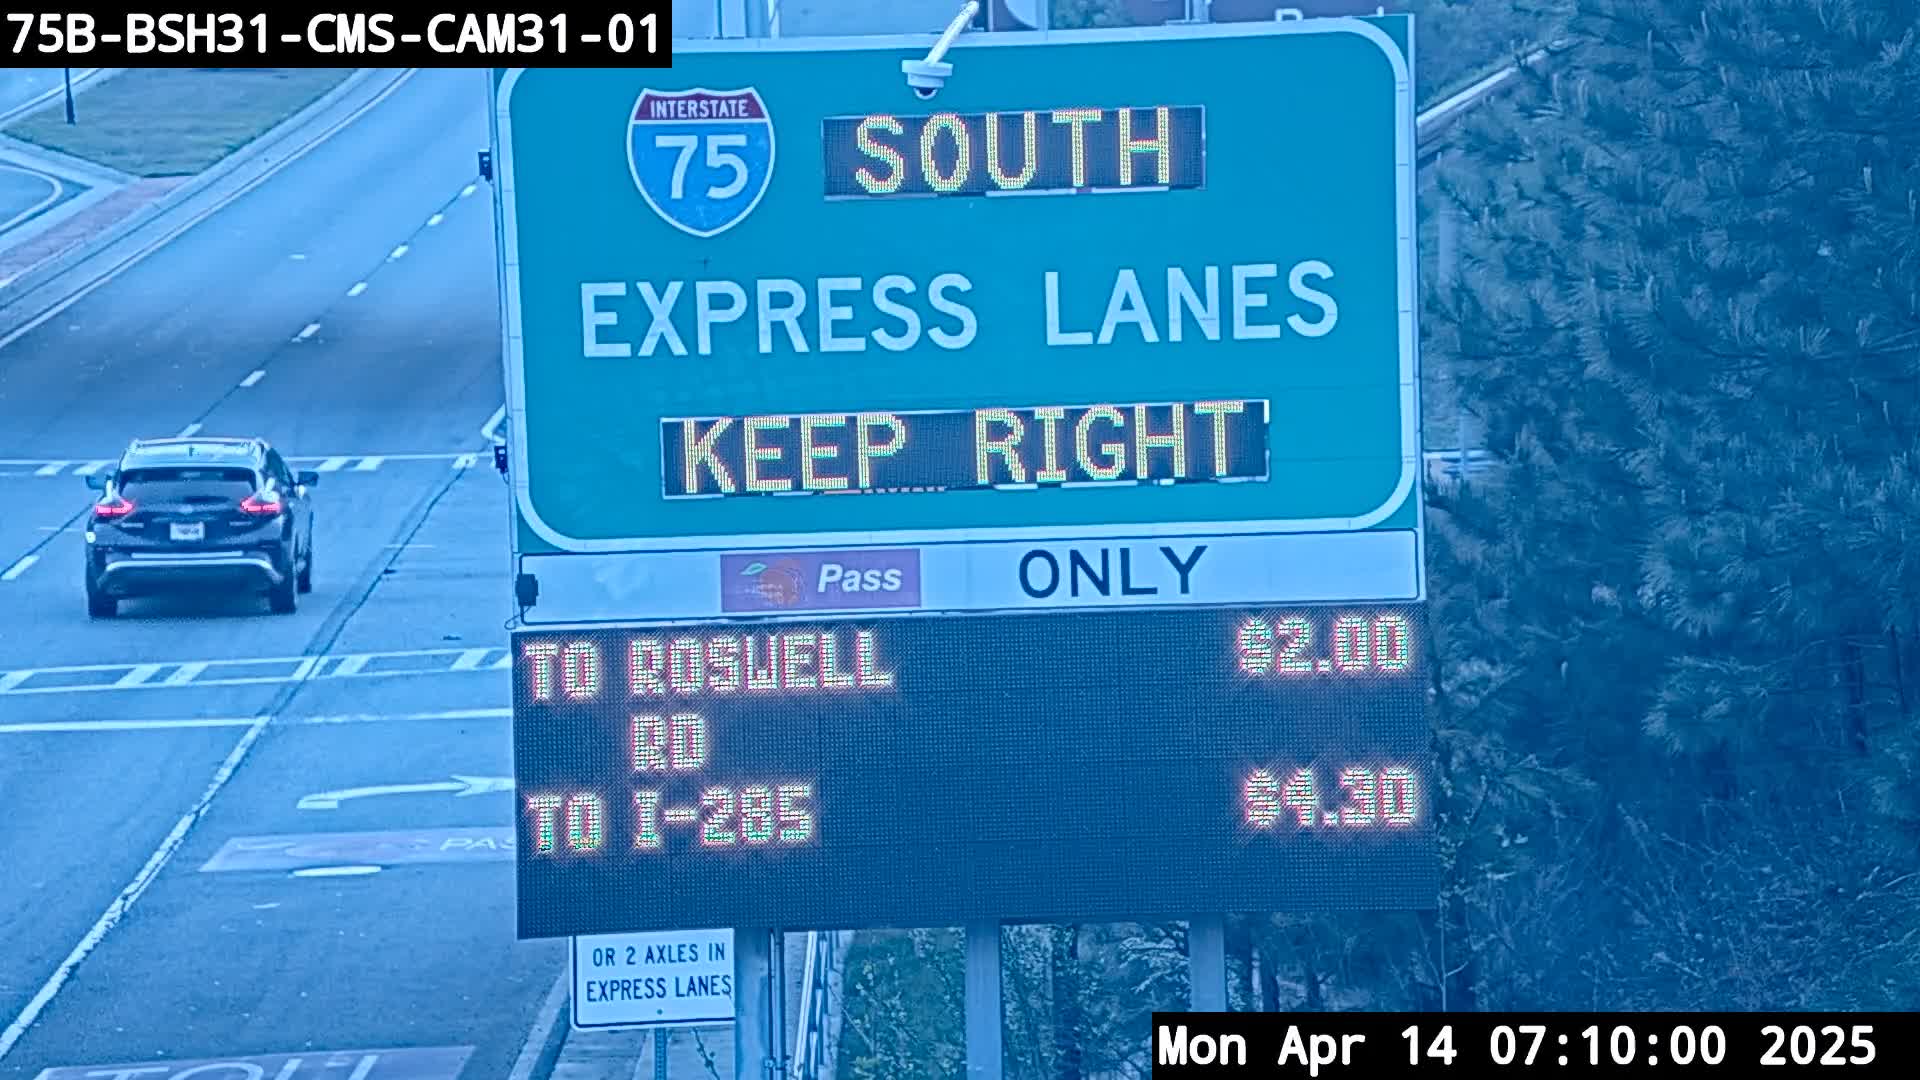 75B-BSH31-CMS-CAM31-01
INTERSTATE
75
SOUTH
EXPRESS LANES
KEEP RIGHT
Pass ONLY
TO ROSWELL $2.00
RD
TO I-285 $4.30
OR 2 AXLES IN
EXPRESS LANES
Mon Apr 14 07:10:00 2025